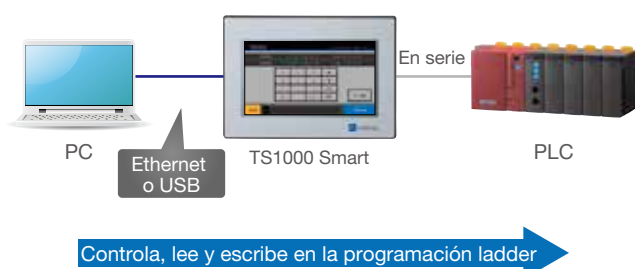 En serie
PC
Ethernet
o USB
TS1000 Smart
PLC
Controla, lee y escribe en la programación ladder